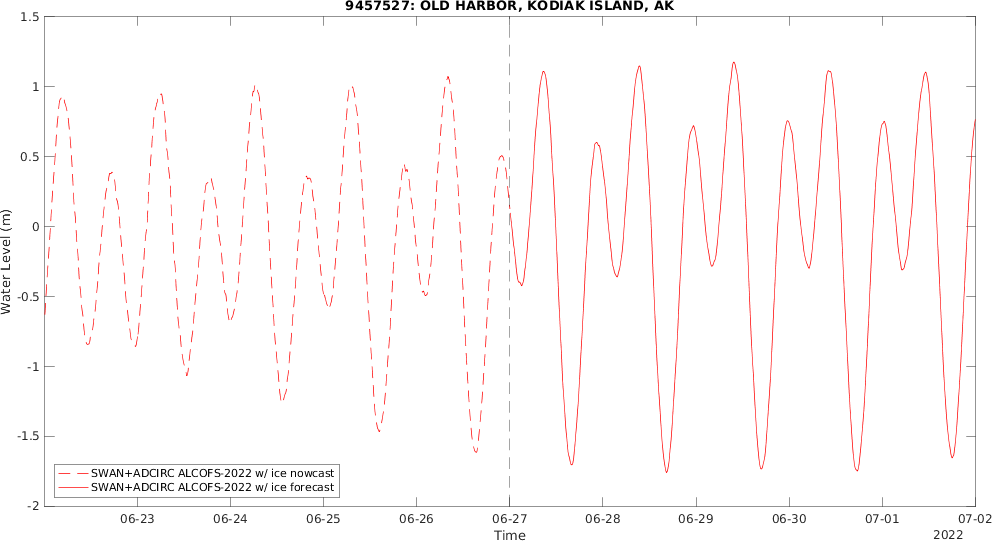 9457527: OLD HARBOR, KODIAK ISLAND, AK
1.5
1
0.5
0
-0.5
-1
-1.5
-2
Water Level (m)
SWAN+ADCIRC ALCOFS-2022 w/ ice nowcast
SWAN+ADCIRC ALCOFS-2022 w/ ice forecast
06-23 06-24 06-25 06-26 06-27 06-28 06-29 06-30 07-01 07-02
Time
2022